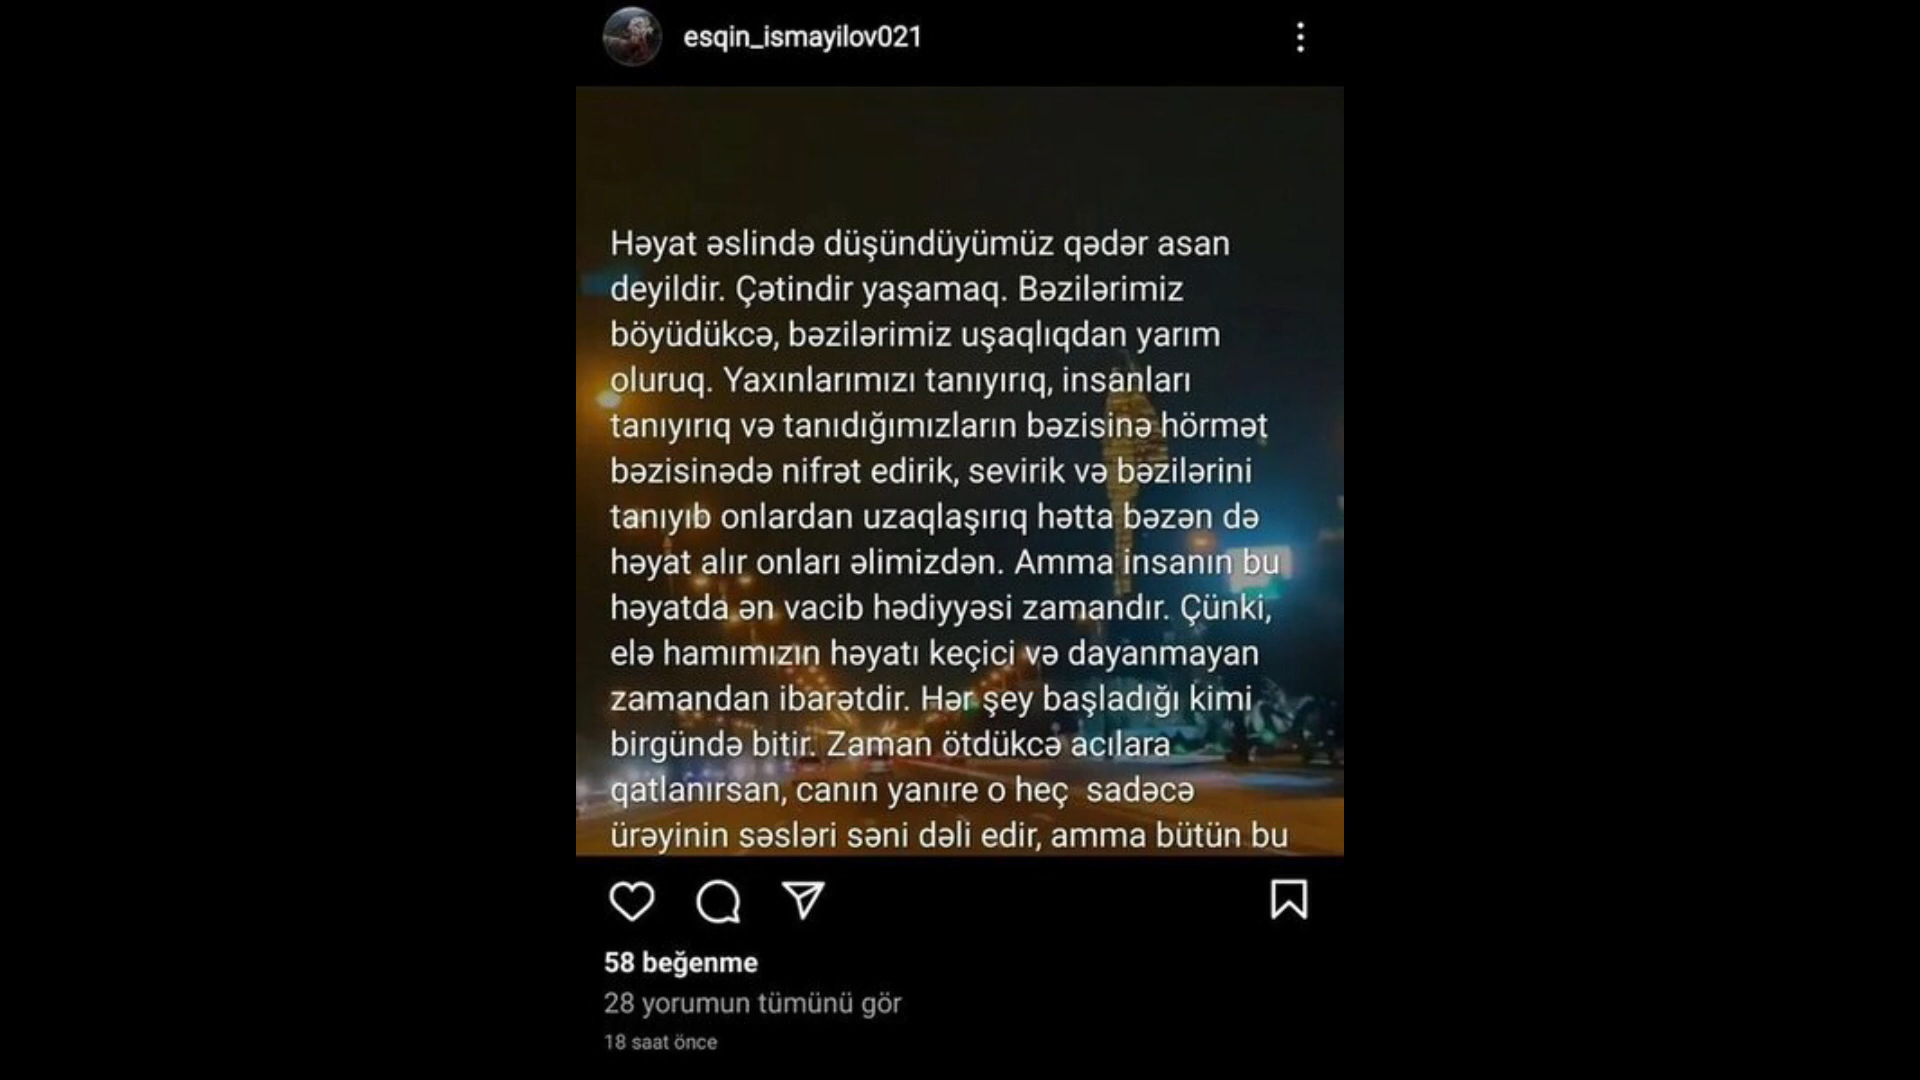 esqin_ismayilov021
Həyat əslində düşündüyümüz qədər asan
deyildir. Çətindir yaşamaq. Bəzilərimiz
böyüdükcə, bəzilərimiz uşaqlıqdan yarım
oluruq. Yaxınlarımızı tanıyırıq, insanları
tanıyırıq və tanıdığımızların bəzisinə hörmət
bəzisinədə nifrət edirik, sevirik və bəzilərini
tanıyıb onlardan uzaqlaşırıq hətta bəzən də
həyat alır onları əlimizdən. Amma insanın bu
həyatda ən vacib hədiyyəsi zamandır. Çünki,
elə hamımızın həyatı keçici və dayanmayan
zamandan ibarətdir. Hər şey başladığı kimi
birgündə bitir. Zaman ötdükcə acılara
qatlanırsan, canın yanıre o heç sadəcə
ürəyinin səsləri səni dəli edir, amma bütün bu
58 beğenme
28 yorumun tümünü gör
18 saat önce